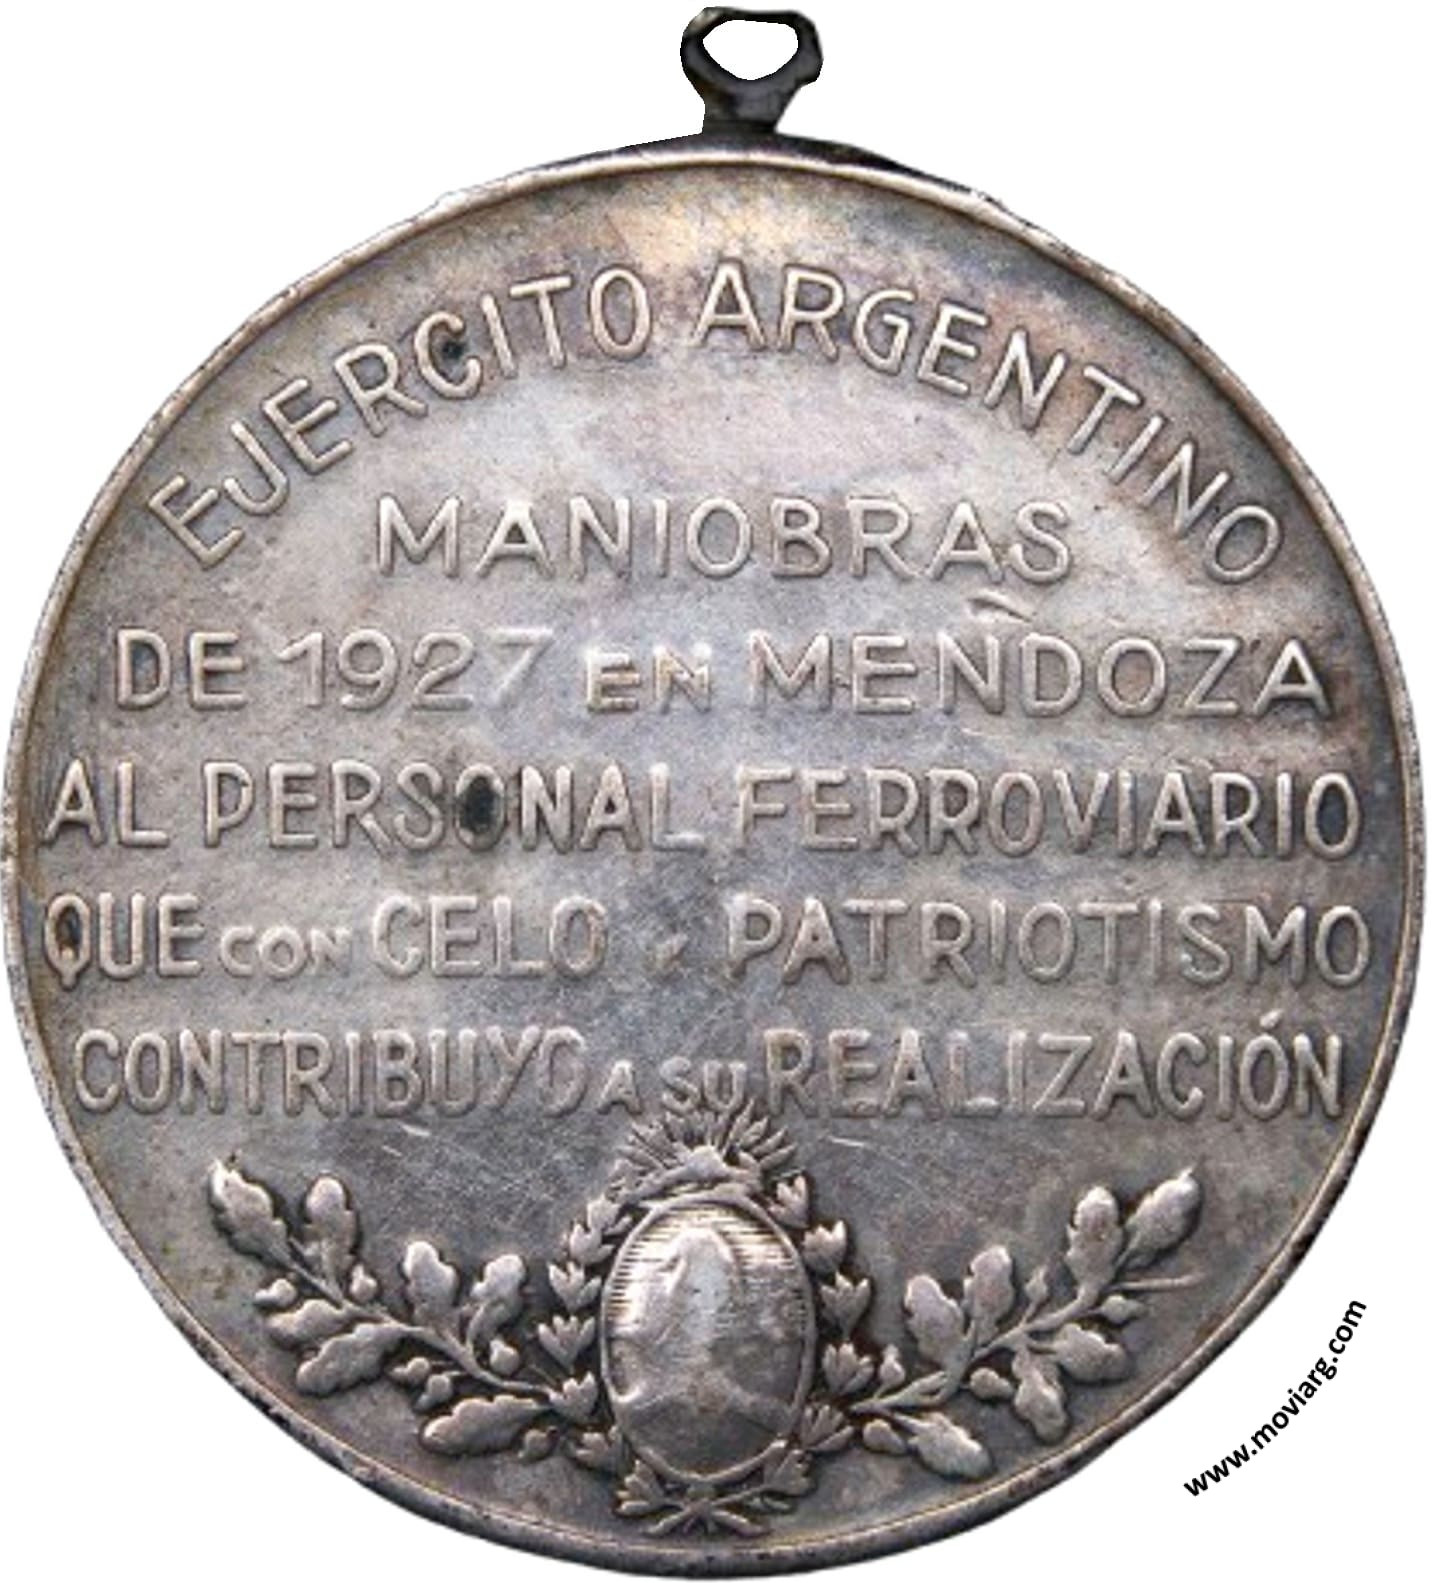 EJERCITO ARGENTINO
MANIOBRAS
DE 1927 EN MENDOZA
AL PERSONAL FERROVIARIO
QUE CON CELO Y PATRIOTISMO
CONTRIBUYO A SU REALIZACIÓN
www.moviarg.com